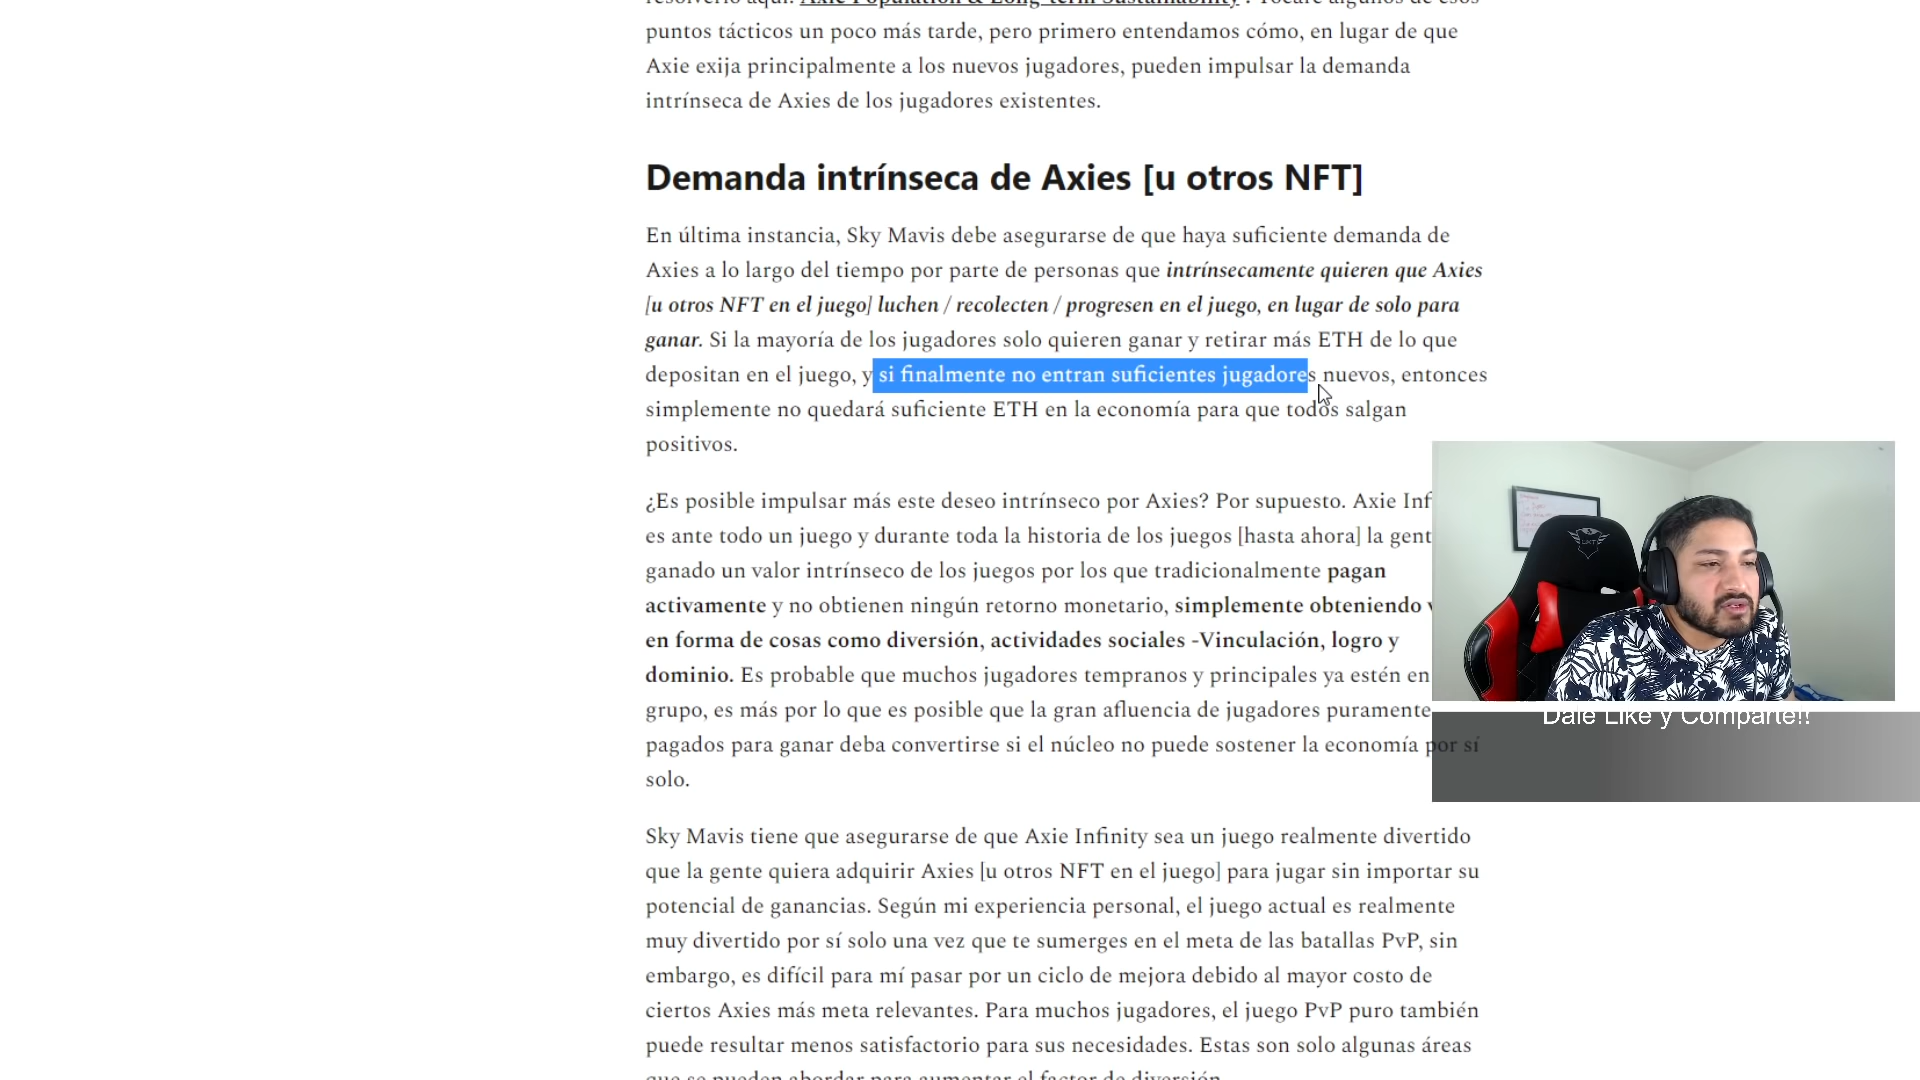 puntos tácticos un poco más tarde, pero primero entendamos cómo, en lugar de que
Axie exija principalmente a los nuevos jugadores, pueden impulsar la demanda
intrínseca de Axies de los jugadores existentes.
Demanda intrínseca de Axies [u otros NFT]
En última instancia, Sky Mavis debe asegurarse de que haya suficiente demanda de
Axies a lo largo del tiempo por parte de personas que intrínsecamente quieren que Axies
[u otros NFT en el juego] luchen / recolecten / progresen en el juego, en lugar de solo para
ganar. Si la mayoría de los jugadores solo quieren ganar y retirar más ETH de lo que
depositan en el juego, y si finalmente no entran suficientes jugadores nuevos, entonces
simplemente no quedará suficiente ETH en la economía para que todos salgan
positivos.
¿Es posible impulsar más este deseo intrínseco por Axies? Por supuesto. Axie Inf
es ante todo un juego y durante toda la historia de los juegos [hasta ahora] la gent
ganado un valor intrínseco de los juegos por los que tradicionalmente pagan
activamente y no obtienen ningún retorno monetario, simplemente obteniendo
en forma de cosas como diversión, actividades sociales -Vinculación, logro y
dominio. Es probable que muchos jugadores tempranos y principales ya estén en
grupo, es más por lo que es posible que la gran afluencia de jugadores puramente
pagados para ganar deba convertirse si el núcleo no puede sostener la economía por sí
solo.
Sky Mavis tiene que asegurarse de que Axie Infinity sea un juego realmente divertido
que la gente quiera adquirir Axies [u otros NFT en el juego] para jugar sin importar su
potencial de ganancias. Según mi experiencia personal, el juego actual es realmente
muy divertido por sí solo una vez que te sumerges en el meta de las batallas PvP, sin
embargo, es difícil para mí pasar por un ciclo de mejora debido al mayor costo de
ciertos Axies más meta relevantes. Para muchos jugadores, el juego PvP puro también
puede resultar menos satisfactorio para sus necesidades. Estas son solo algunas áreas
que se pueden abordar para aumentar el factor de diversión.
Dale Like y Comparte!!